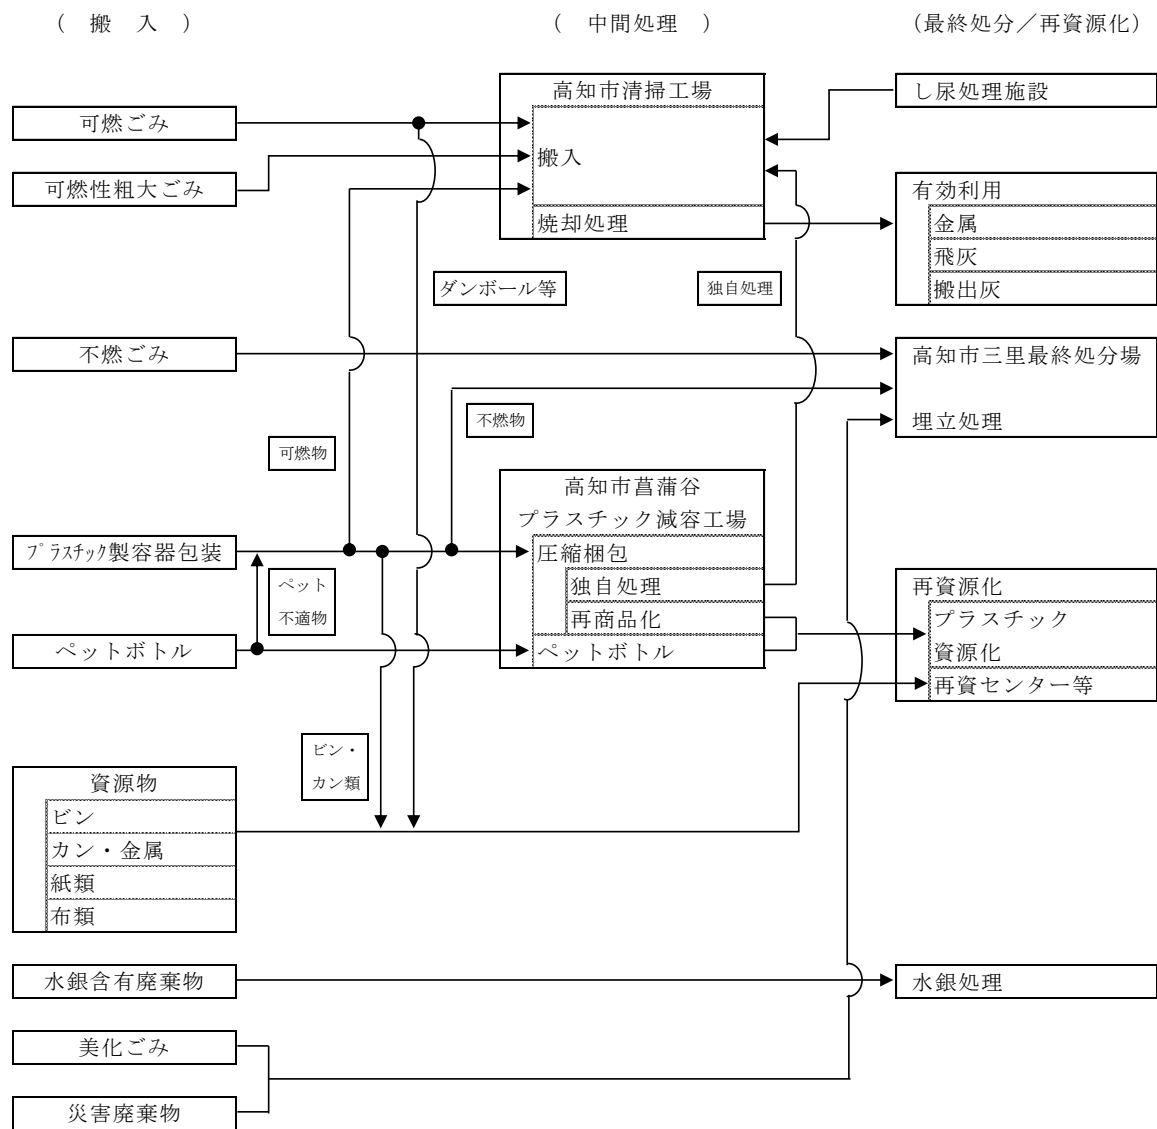 （　搬　入　）
（　中間処理　）
（最終処分／再資源化）
高知市清掃工場
搬入
焼却処理
し尿処理施設
可燃ごみ
可燃性粗大ごみ
有効利用
金属
飛灰
搬出灰
ダンボール等
独自処理
不燃ごみ
高知市三里最終処分場
埋立処理
可燃物
不燃物
高知市菖蒲谷
プラスチック減容工場
圧縮梱包
独自処理
再商品化
ペットボトル
ﾌﾟﾗｽﾁｯｸ製容器包装
ペット
不適物
ペットボトル
再資源化
プラスチック
資源化
再資センター等
ビン・
カン類
資源物
ビン
カン・金属
紙類
布類
水銀含有廃棄物
水銀処理
美化ごみ
災害廃棄物